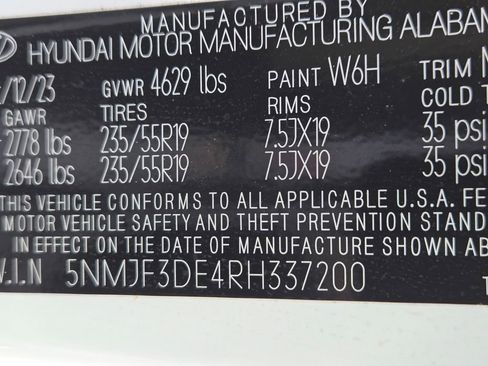 MANUFACTURED BY
HYUNDAI MOTOR MANUFACTURING ALABAM
/12/23 GVWR 4629 lbs PAINT W6H TRIM
GAWR TIRES RIMS COLD
2778 lbs 235/55R19 7.5JX19 35 psi
2646 lbs 235/55R19 7.5JX19 35 psi
THIS VEHICLE CONFORMS TO ALL APPLICABLE U.S.A. FE
MOTOR VEHICLE SAFETY AND THEFT PREVENTION STAND
IN EFFECT ON THE DATE OF MANUFACTURE SHOWN AB
V.I.N 5NMJF3DE4RH337200